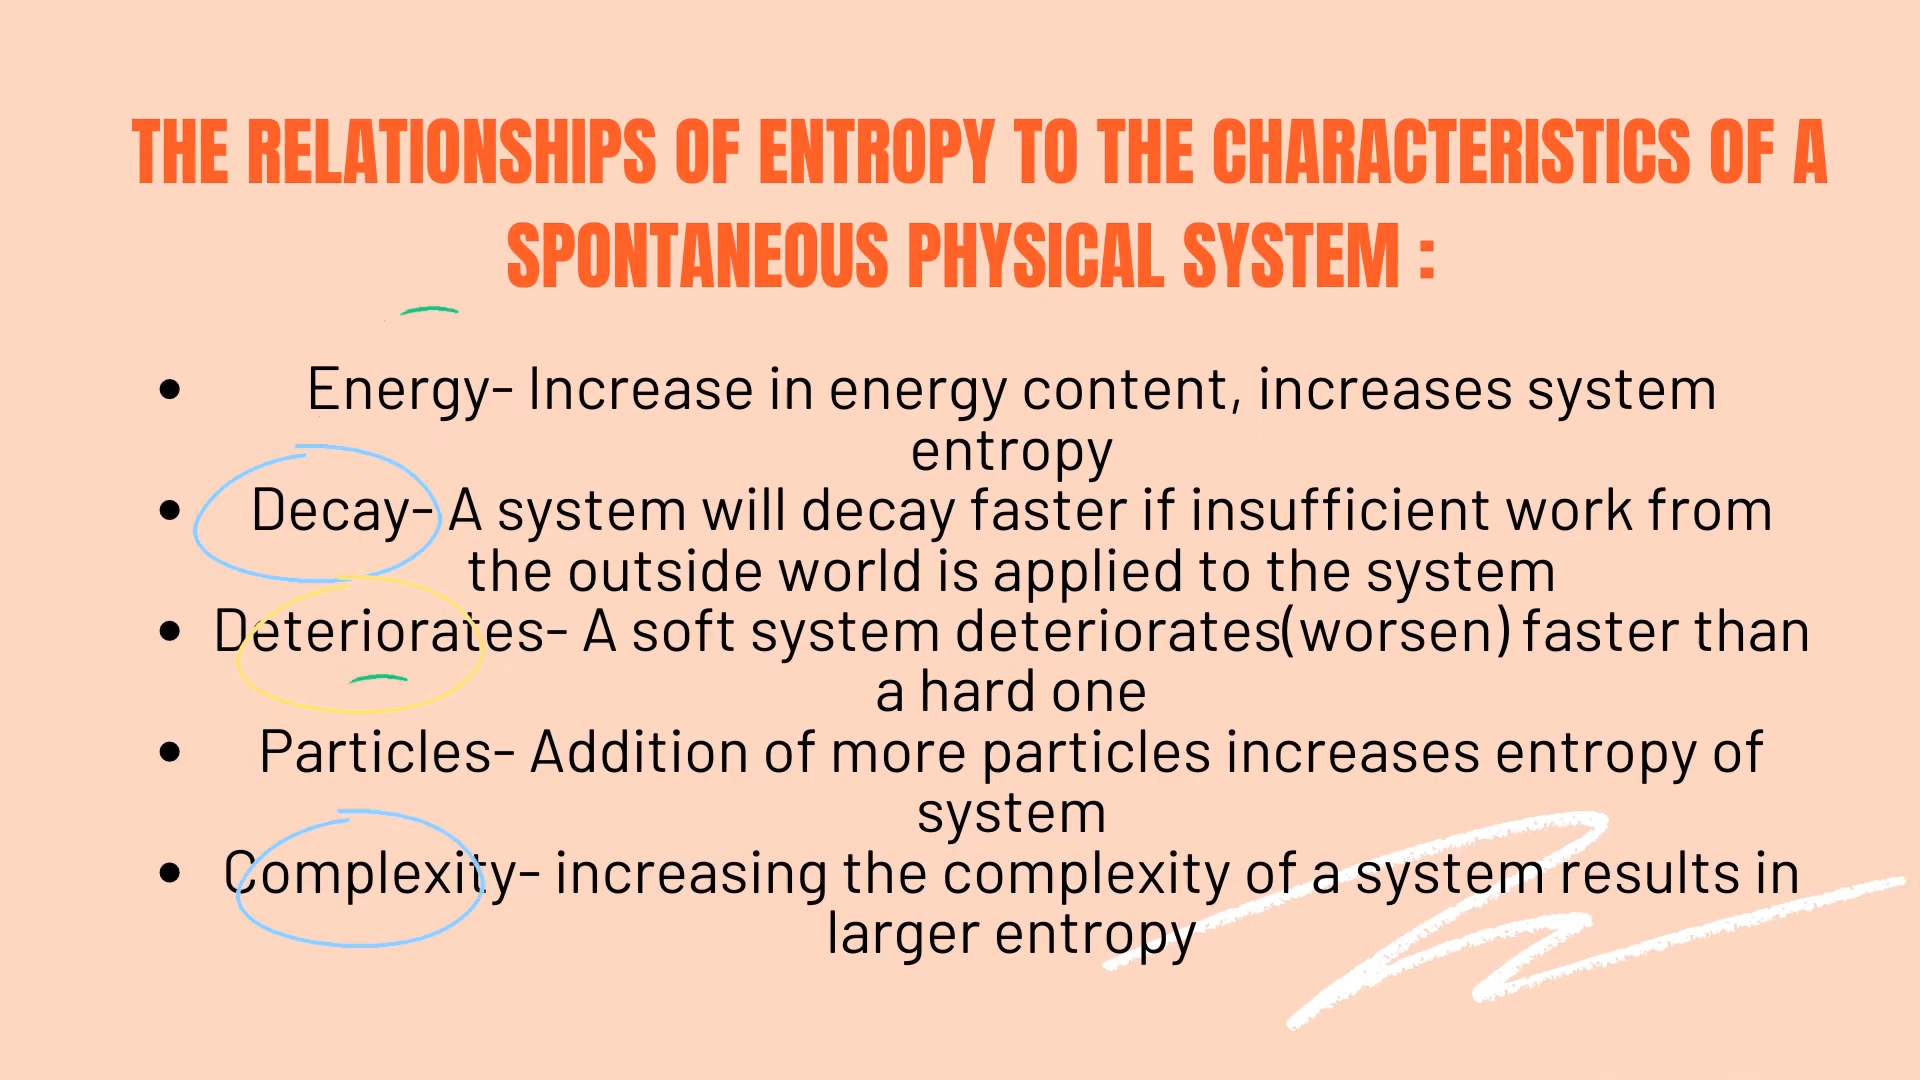 THE RELATIONSHIPS OF ENTROPY TO THE CHARACTERISTICS OF A
SPONTANEOUS PHYSICAL SYSTEM :
• Energy- Increase in energy content, increases system
entropy
• Decay- A system will decay faster if insufficient work from
the outside world is applied to the system
• Deteriorates- A soft system deteriorates(worsen) faster than
a hard one
• Particles- Addition of more particles increases entropy of
system
• Complexity- increasing the complexity of a system results in
larger entropy